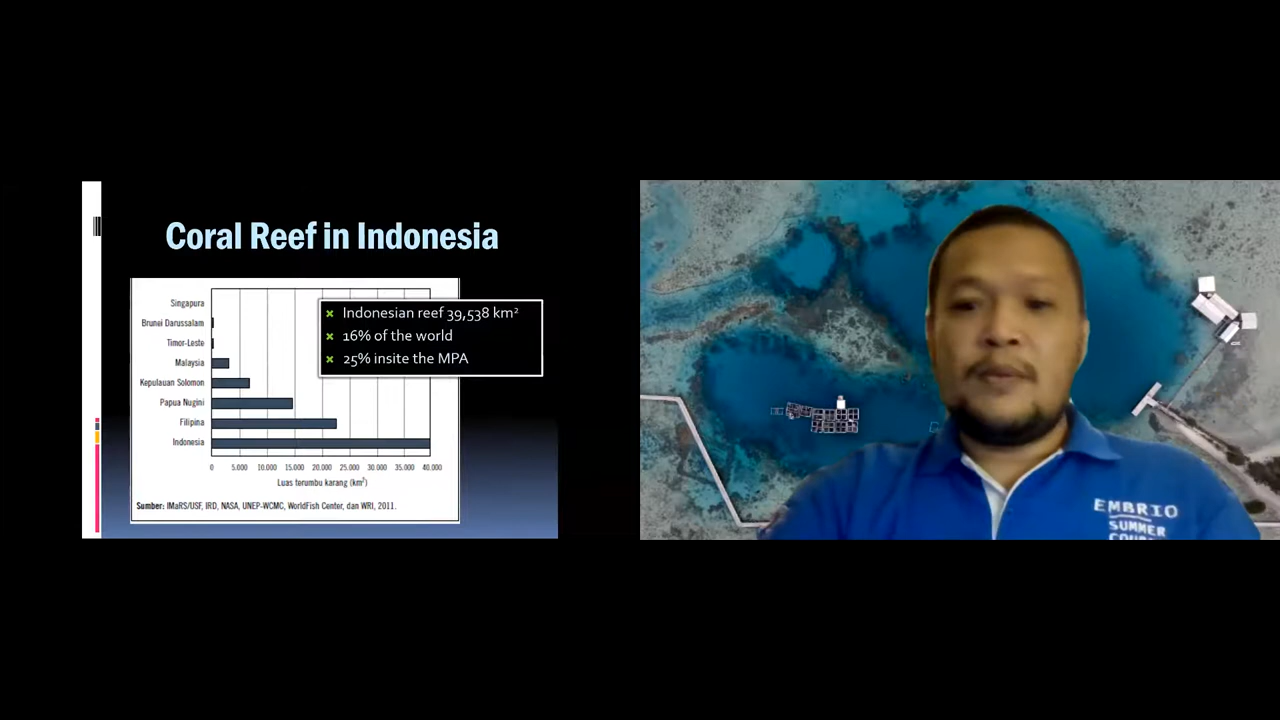 Coral Reef in Indonesia
Singapura
Brunei Darussalam
Timor-Leste
Malaysia
Kepulauan Solomon
Papua Nugini
Filipina
Indonesia
0 5.000 10.000 15.000 20.000 25.000 30.000 35.000 40.000
Luas terumbu karang (km²)
Sumber: IMaRS/USF, IRD, NASA, UNEP-WCMC, WorldFish Center, dan WRI, 2011.
Indonesian reef 39,538 km²
16% of the world
25% insite the MPA
EMBRIO
SUMMER